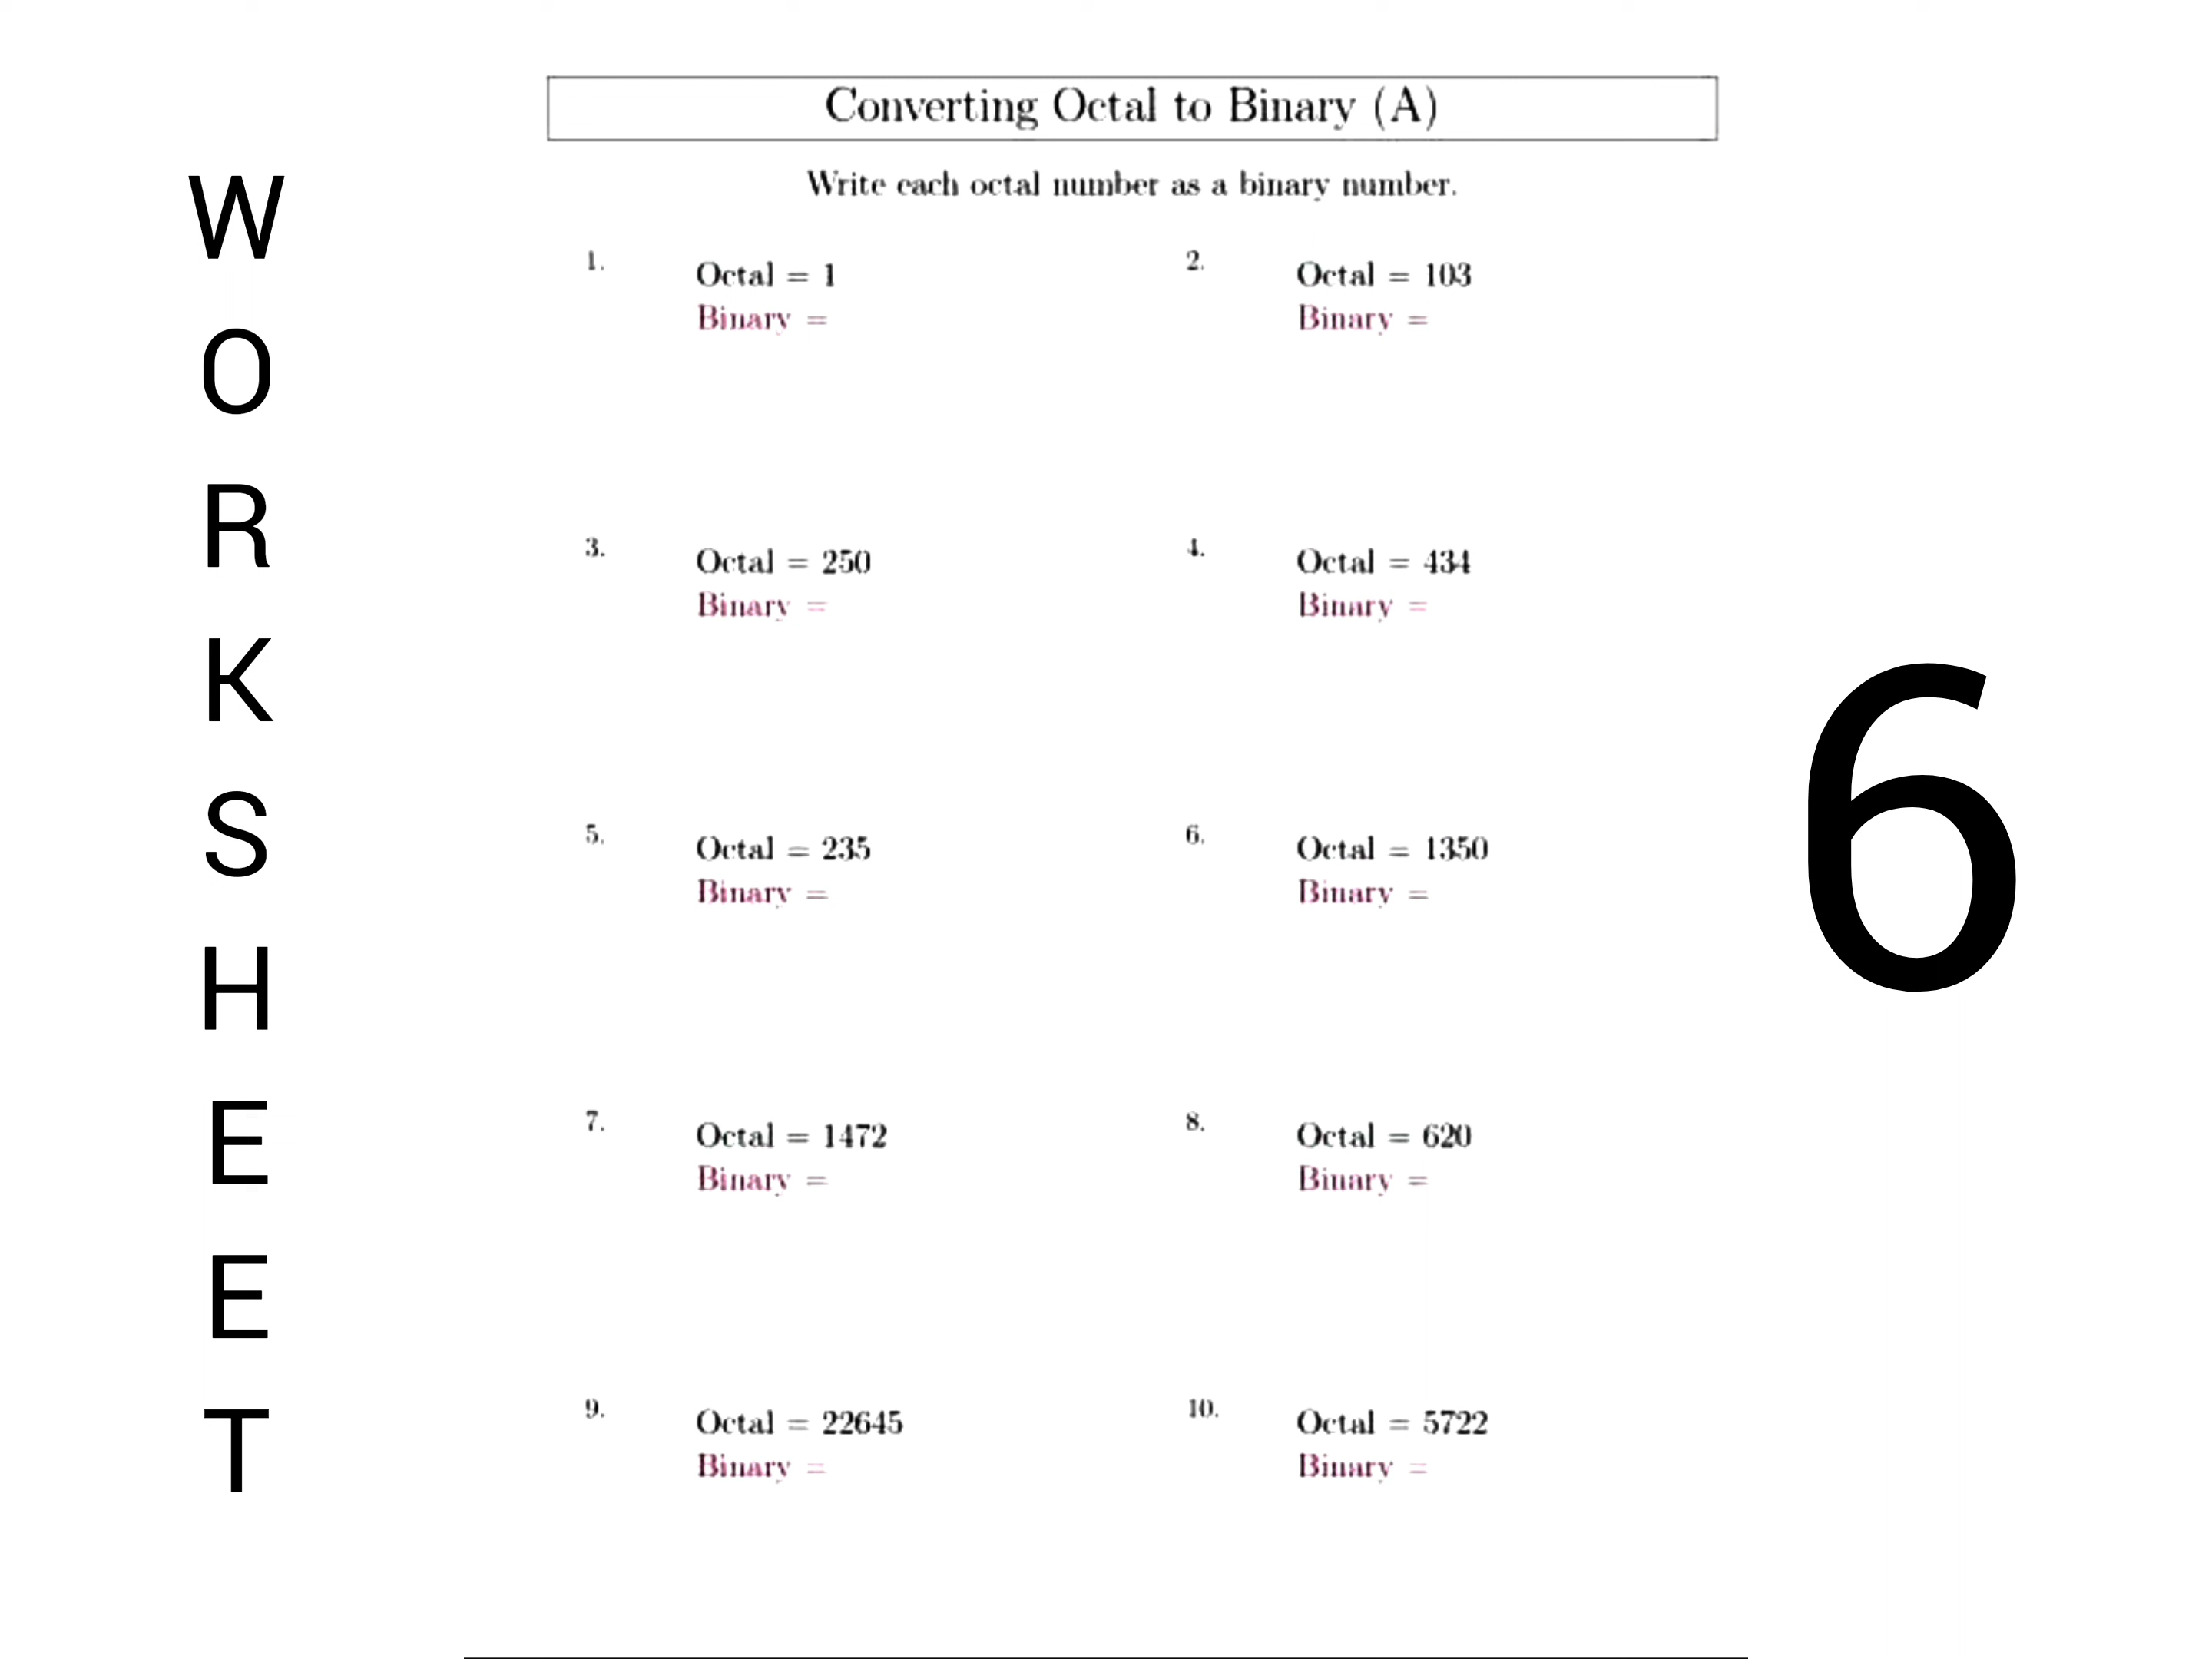 WORKSHEET
Converting Octal to Binary (A)
Write each octal number as a binary number.
1.
Octal = 1
Binary =
2.
Octal = 103
Binary =
3.
Octal = 250
Binary =
4.
Octal = 434
Binary =
5.
Octal = 235
Binary =
6.
Octal = 1350
Binary =
7.
Octal = 1472
Binary =
8.
Octal = 620
Binary =
9.
Octal = 22645
Binary =
10.
Octal = 5722
Binary =
6